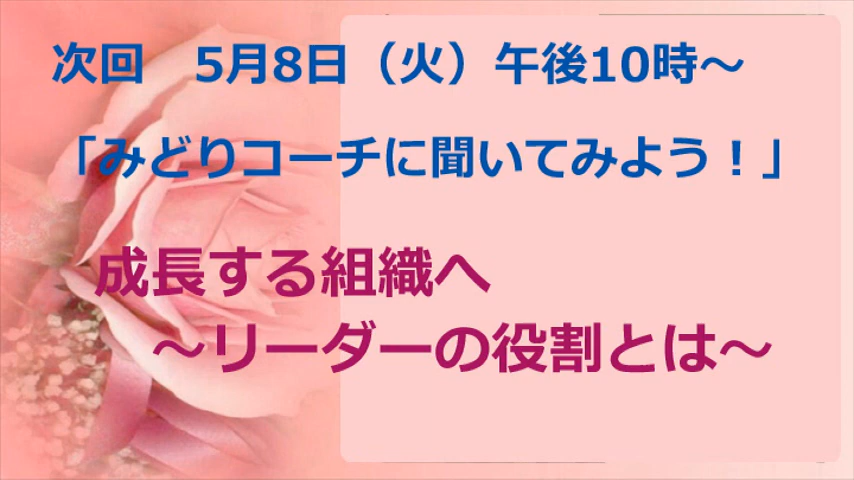 次回　5月8日（火）午後10時～
「みどりコーチに聞いてみよう！」
成長する組織へ
～リーダーの役割とは～